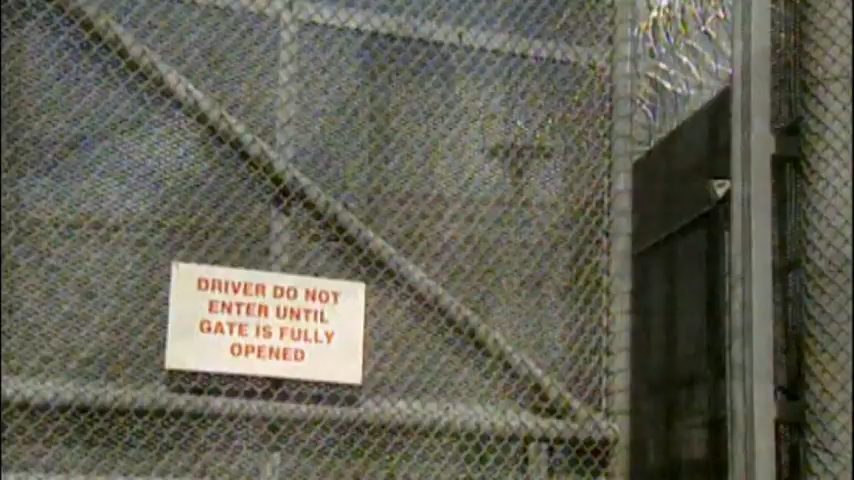 DRIVER DO NOT
ENTER UNTIL
GATE IS FULLY
OPENED